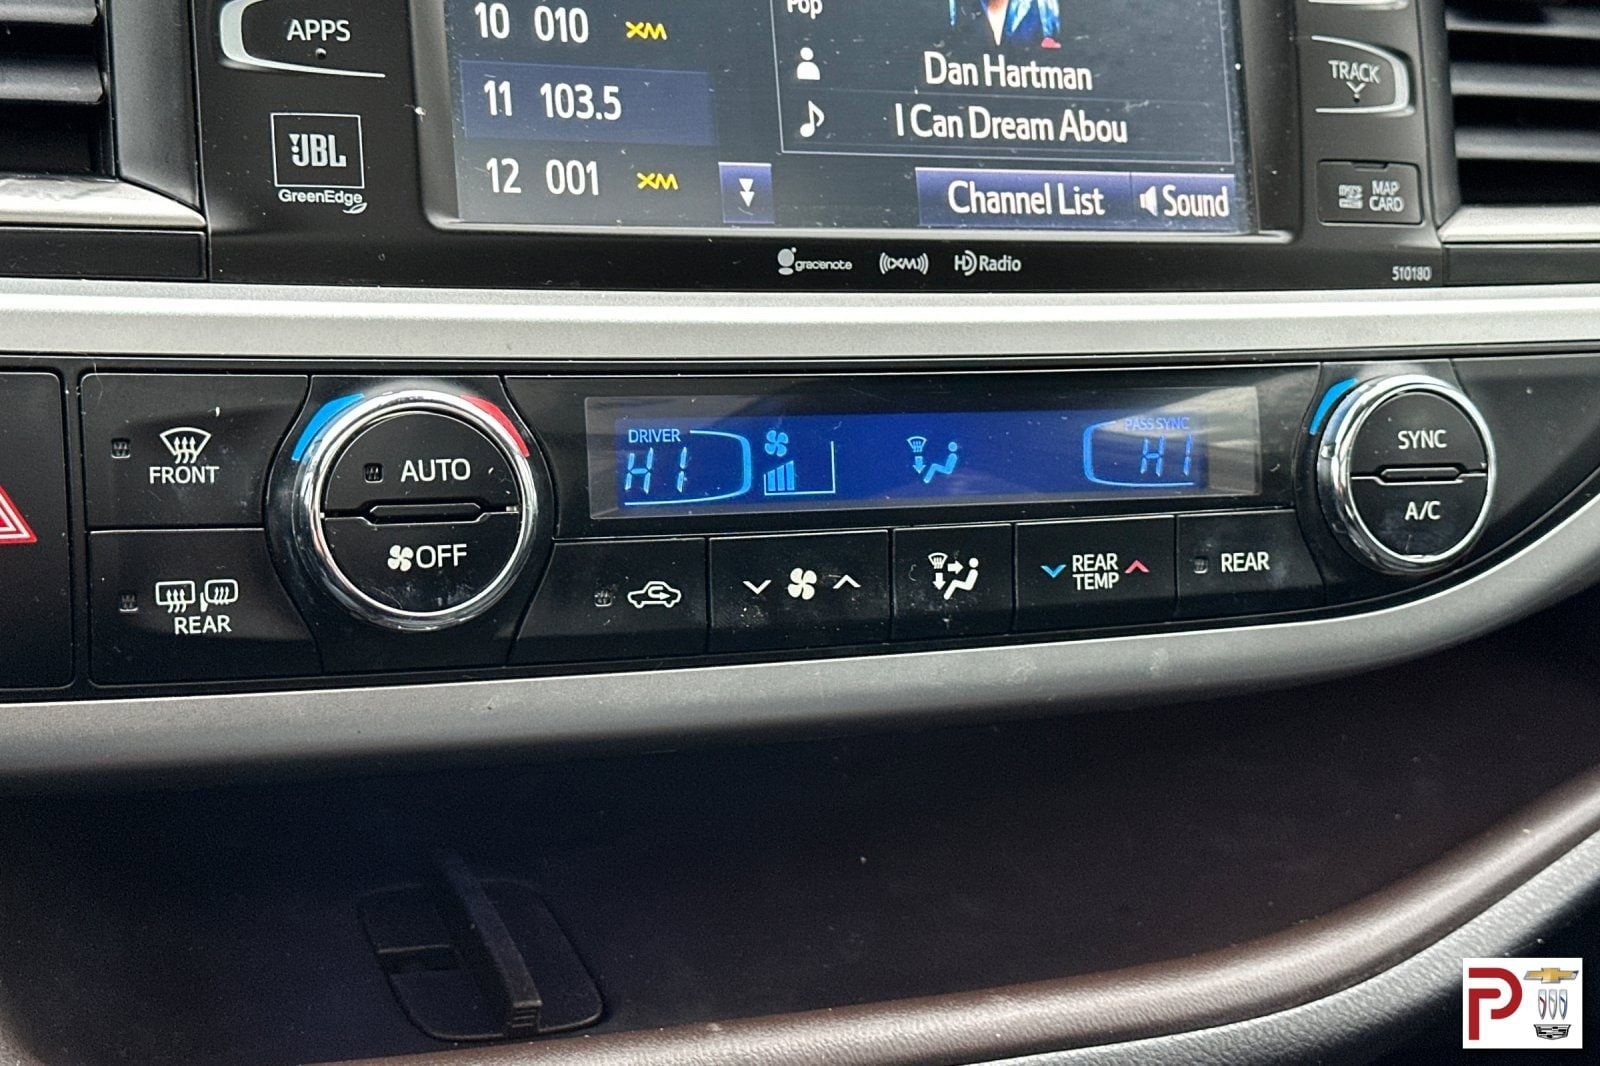 APPS
JBL
GreenEdge
10 010 XM
11 103.5
12 001 XM
Pop
Dan Hartman
I Can Dream Abou
Channel List
Sound
TRACK
MAP
CARD
gracenote
((XM))
HD Radio
510180
FRONT
REAR
AUTO
OFF
DRIVER
HI
PASS SYNC
HI
REAR
TEMP
REAR
SYNC
A/C
P